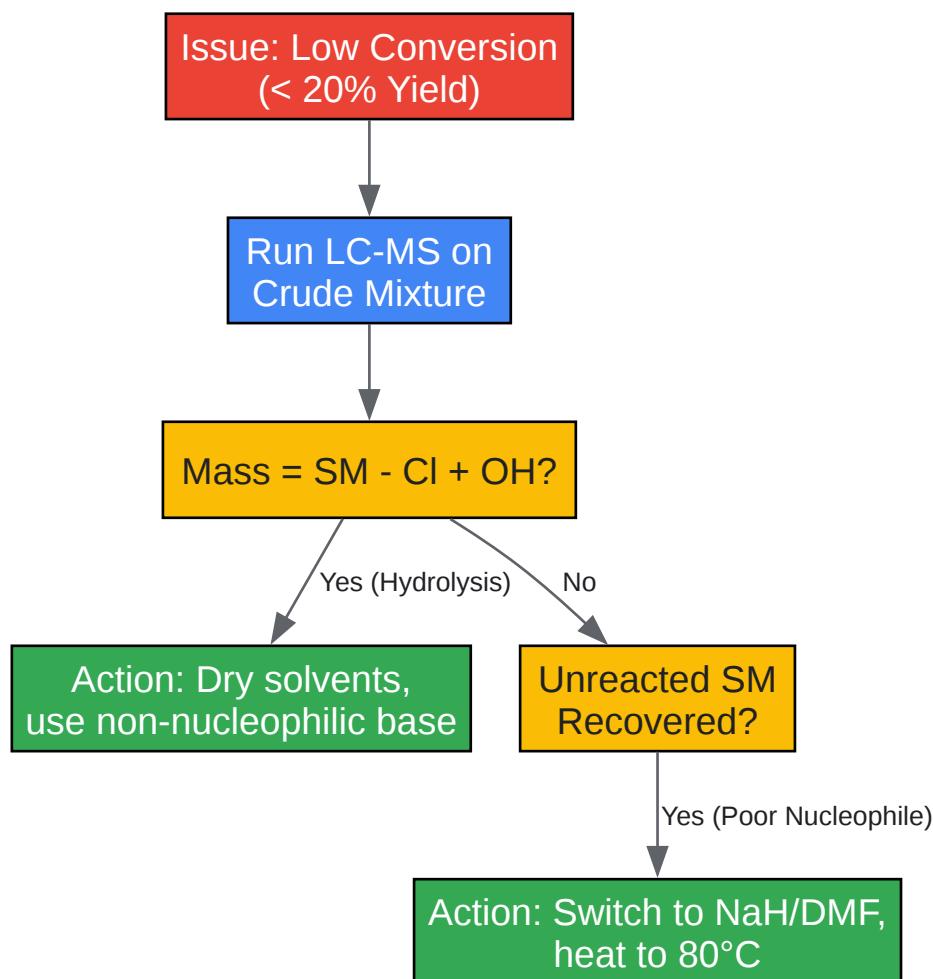 Issue: Low Conversion
(< 20% Yield)
Run LC-MS on
Crude Mixture
Mass = SM - Cl + OH?
Yes (Hydrolysis)
No
Action: Dry solvents,
use non-nucleophilic base
Unreacted SM
Recovered?
Yes (Poor Nucleophile)
Action: Switch to NaH/DMF,
heat to 80°C